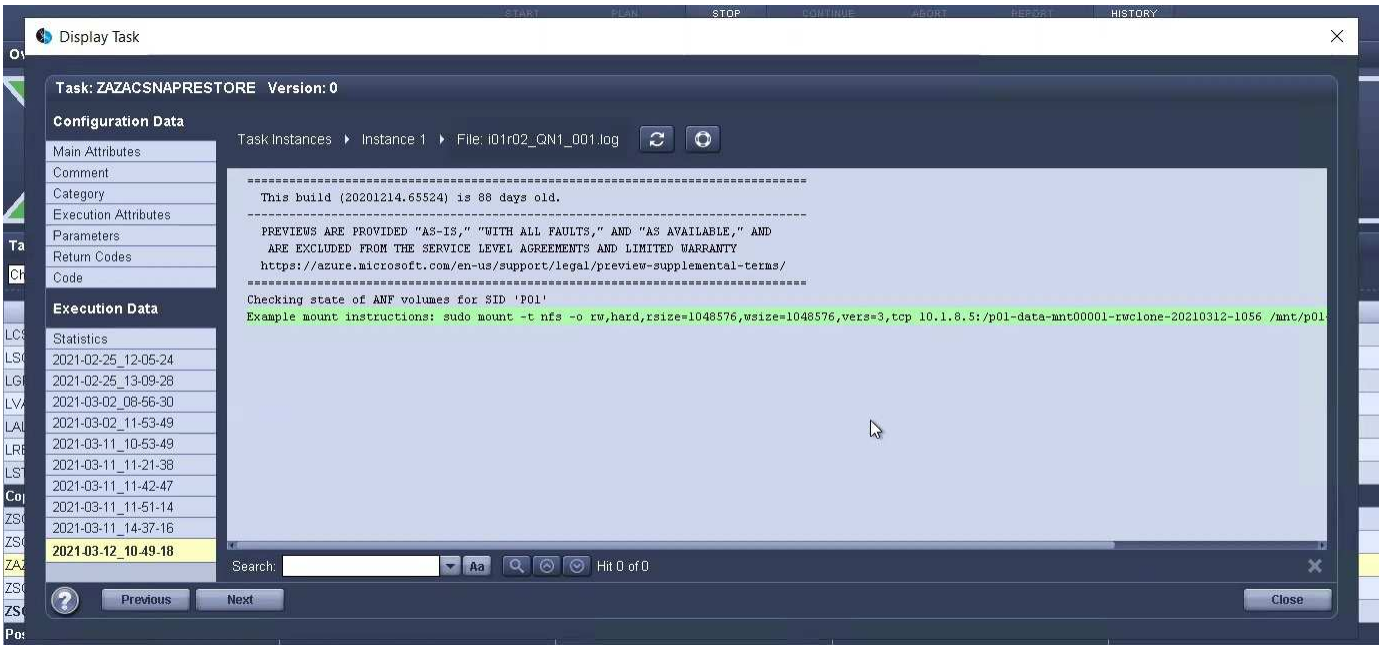 START PLAN STOP CONTINUE ABORT REPORT HISTORY
Display Task
Task: ZAZACSNAPRESTORE Version: 0
Configuration Data
Main Attributes
Comment
Category
Execution Attributes
Parameters
Return Codes
Code
Execution Data
Statistics
2021-02-25_12-05-24
2021-02-25_13-09-28
2021-03-02_08-56-30
2021-03-02_11-53-49
2021-03-11_10-53-49
2021-03-11_11-21-38
2021-03-11_11-42-47
2021-03-11_11-51-14
2021-03-11_14-37-16
2021-03-12_10-49-18
Task Instances Instance 1 File: i01r02_QN1_001.log
================================================================================
This build (20201214.65524) is 88 days old.
--------------------------------------------------------------------------------
PREVIEWS ARE PROVIDED "AS-IS," "WITH ALL FAULTS," AND "AS AVAILABLE," AND
ARE EXCLUDED FROM THE SERVICE LEVEL AGREEMENTS AND LIMITED WARRANTY
https://azure.microsoft.com/en-us/support/legal/preview-supplemental-terms/
================================================================================
Checking state of ANF volumes for SID 'P01'
Example mount instructions: sudo mount -t nfs -o rw,hard,rsize=1048576,wsize=1048576,vers=3,tcp 10.1.8.5:/p01-data-mnt00001-rwclone-20210312-1056 /mnt/p01
Search: Aa Hit 0 of 0
? Previous Next Close